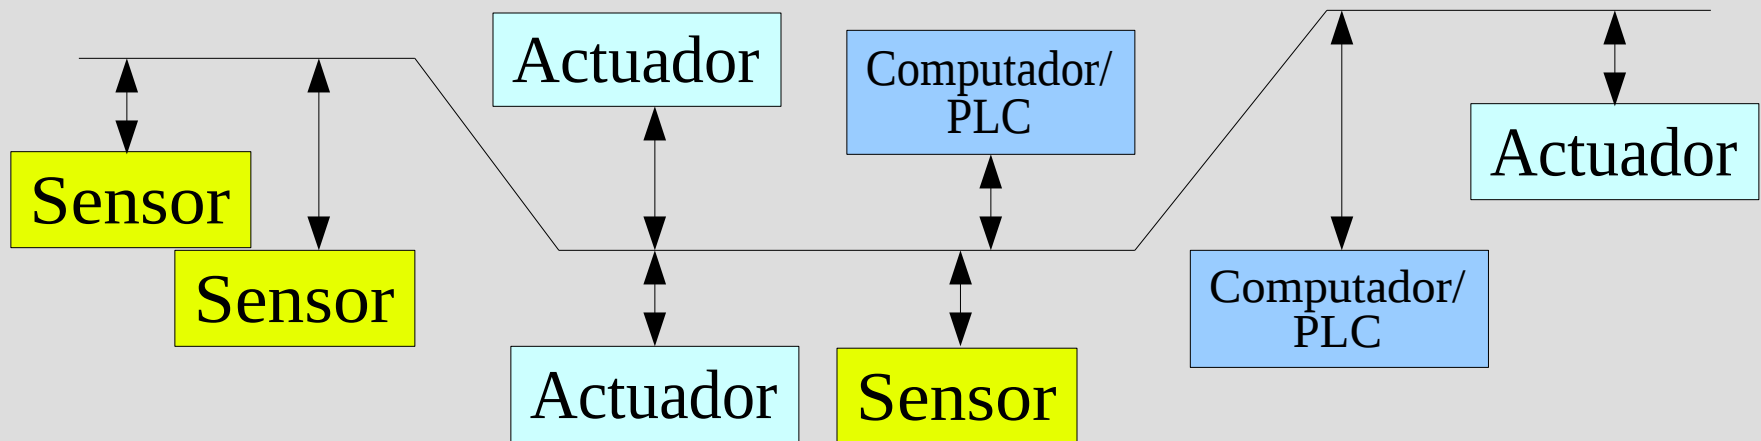 Actuador
Computador/
PLC
Actuador
Sensor
Sensor
Computador/
PLC
Actuador
Sensor